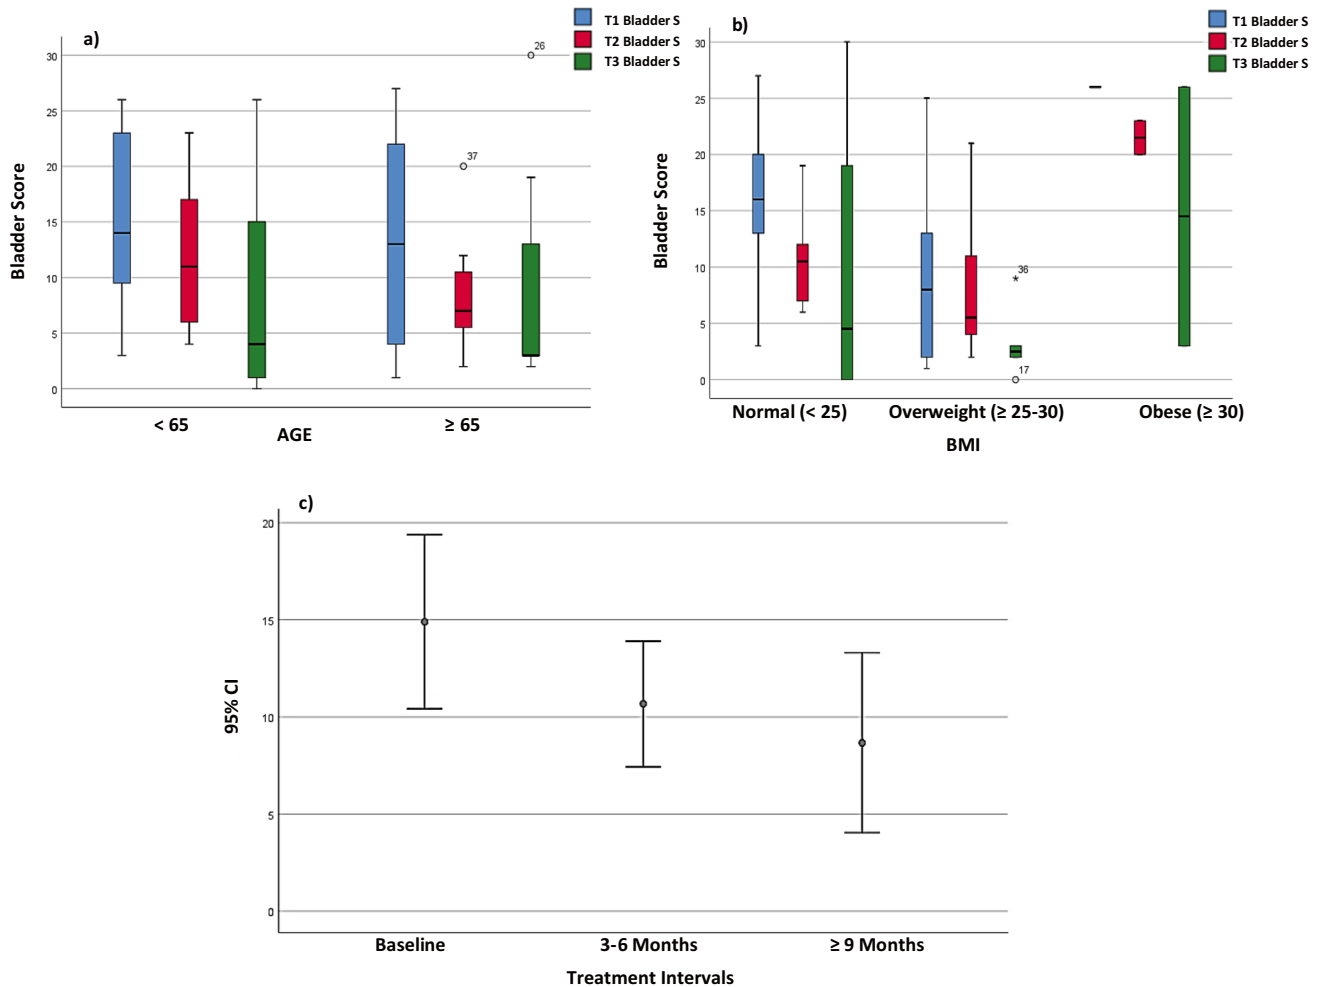 a)
T1 Bladder S
T2 Bladder S
T3 Bladder S
30
25
20
15
10
5
0
26
37
Bladder Score
< 65
≥ 65
AGE
b)
T1 Bladder S
T2 Bladder S
T3 Bladder S
30
25
20
15
10
5
0
36
17
Bladder Score
Normal (< 25)
Overweight (≥ 25-30)
Obese (≥ 30)
BMI
c)
20
15
10
5
0
95% CI
Baseline
3-6 Months
≥ 9 Months
Treatment Intervals